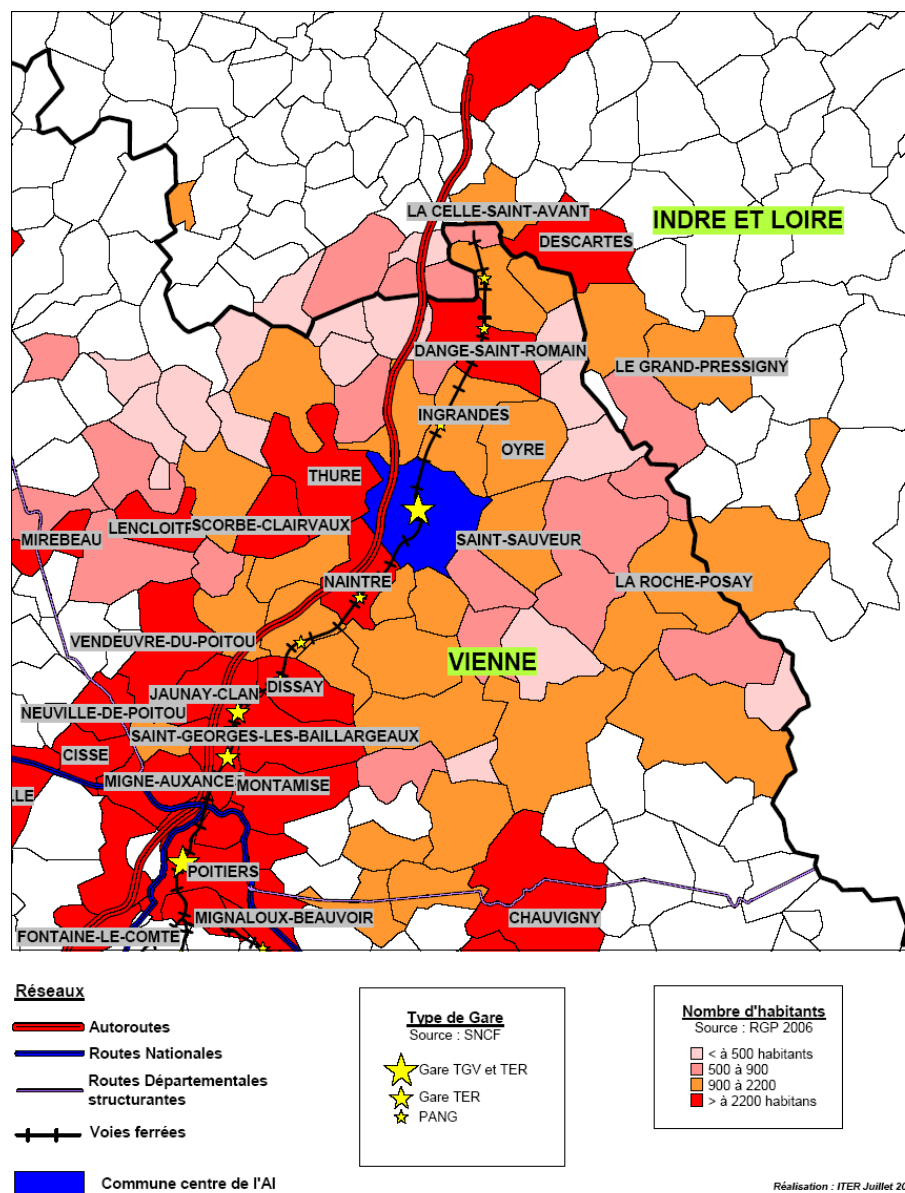 LA CELLE-SAINT-AVANT
INDRE ET LOIRE
DESCARTES
DANGE-SAINT-ROMAIN
LE GRAND-PRESSIGNY
INGRANDES
OYRE
THURE
LENCLOITR
SCORBE-CLAIRVAUX
MIREBEAU
SAINT-SAUVEUR
NAINTRE
LA ROCHE-POSAY
VENDEUVRE-DU-POITOU
VIENNE
DISSAY
JAUNAY-CLAN
NEUVILLE-DE-POITOU
SAINT-GEORGES-LES-BAILLARGEAUX
CISSE
MIGNE-AUXANCE
MONTAMISE
LLE
POITIERS
MIGNALOUX-BEAUVOIR
CHAUVIGNY
FONTAINE-LE-COMTE
Réseaux
Autoroutes
Routes Nationales
Routes Départementales
structurantes
Voies ferrées
Commune centre de l'AI
Type de Gare
Source : SNCF
Gare TGV et TER
Gare TER
PANG
Nombre d'habitants
Source : RGP 2006
< à 500 habitants
500 à 900
900 à 2200
> à 2200 habitans
Réalisation : ITER Juillet 20